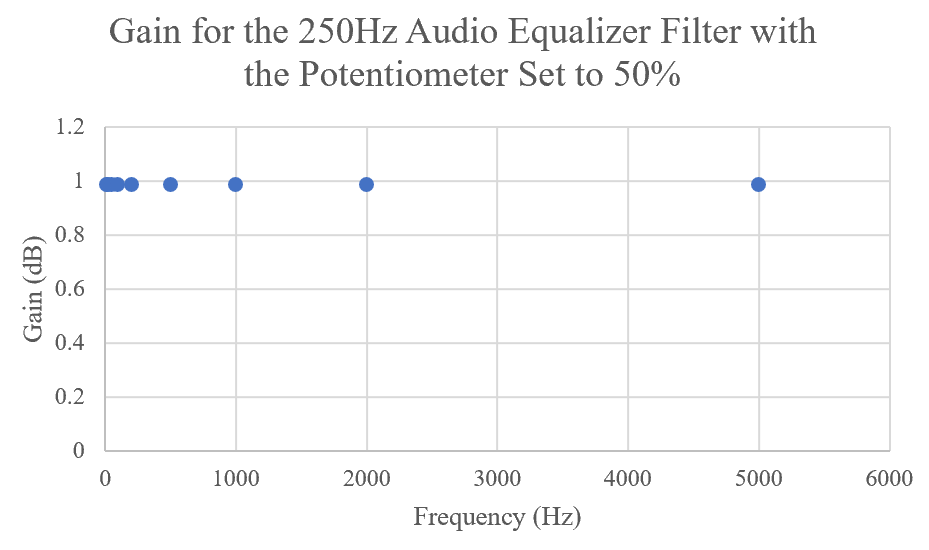 Gain for the 250Hz Audio Equalizer Filter with
the Potentiometer Set to 50%
1.2
1
0.8
0.6
0.4
0.2
0
Gain (dB)
0 1000 2000 3000 4000 5000 6000
Frequency (Hz)